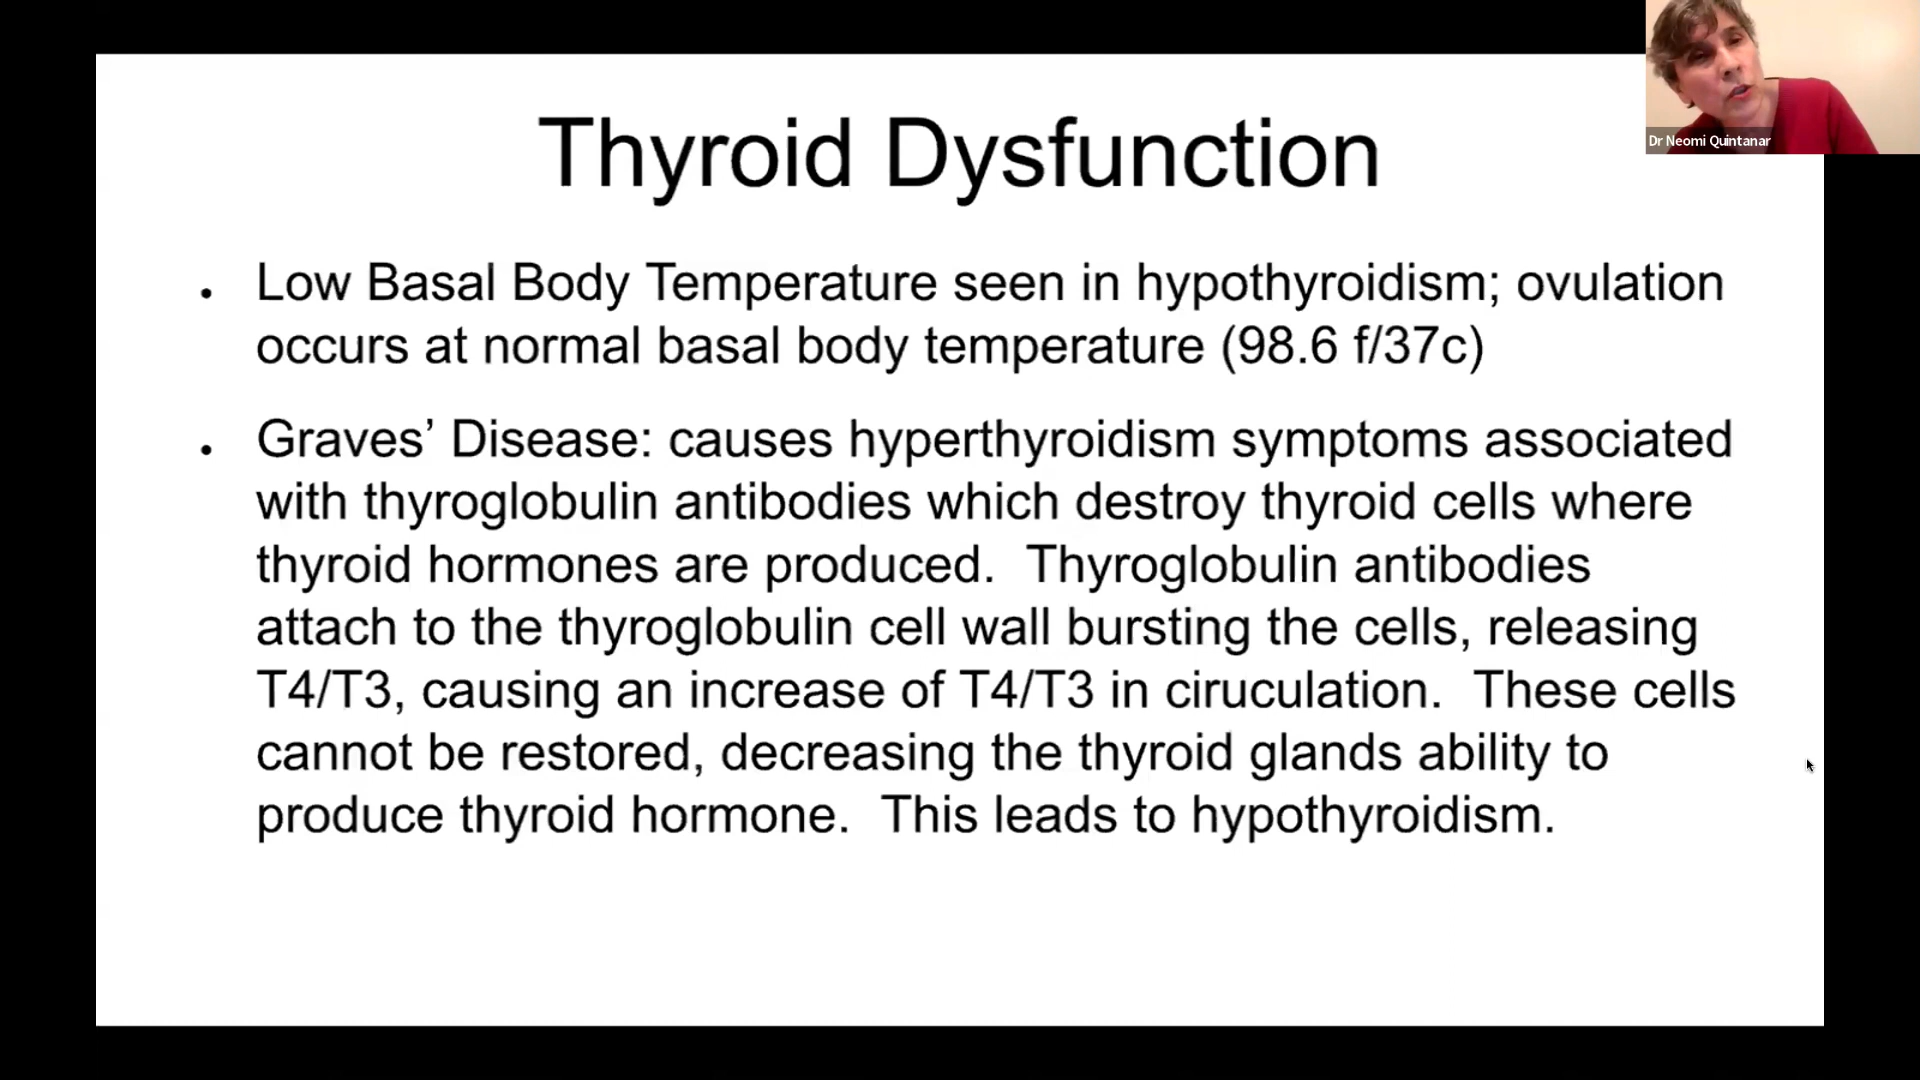 Thyroid Dysfunction
Dr Neomi Quintanar
• Low Basal Body Temperature seen in hypothyroidism; ovulation
occurs at normal basal body temperature (98.6 f/37c)
• Graves’ Disease: causes hyperthyroidism symptoms associated
with thyroglobulin antibodies which destroy thyroid cells where
thyroid hormones are produced.  Thyroglobulin antibodies
attach to the thyroglobulin cell wall bursting the cells, releasing
T4/T3, causing an increase of T4/T3 in ciruculation.  These cells
cannot be restored, decreasing the thyroid glands ability to
produce thyroid hormone.  This leads to hypothyroidism.